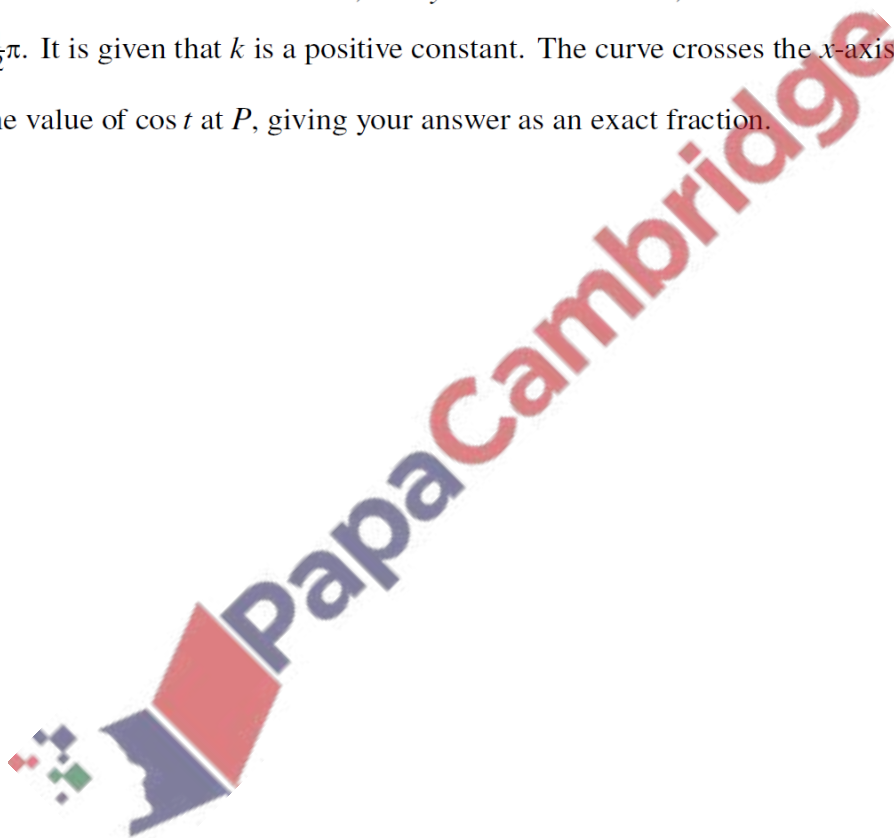 π. It is given that k is a positive constant. The curve crosses the x-axis
value of cos t at P, giving your answer as an exact fraction.
PapaCambridge